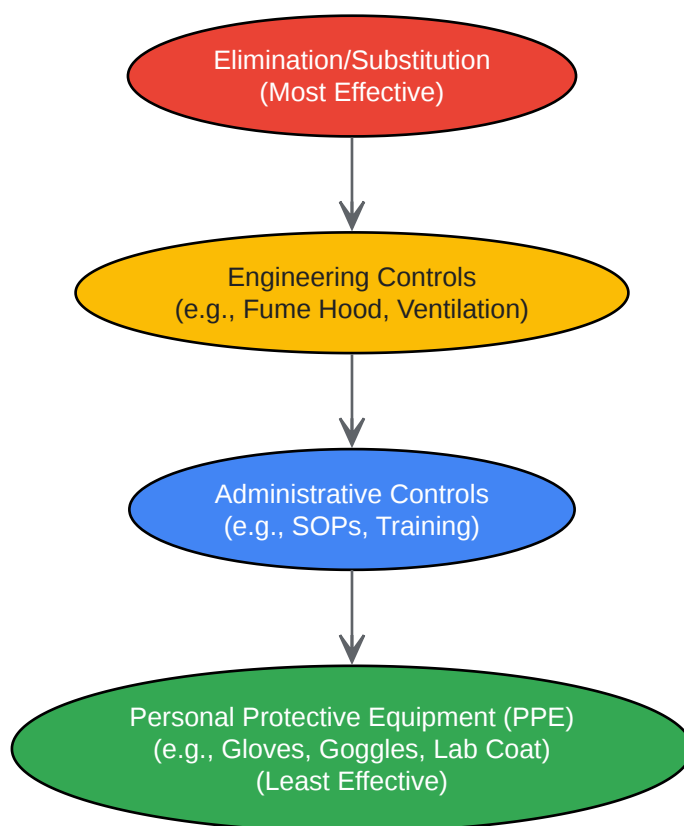 Elimination/Substitution
(Most Effective)
Engineering Controls
(e.g., Fume Hood, Ventilation)
Administrative Controls
(e.g., SOPs, Training)
Personal Protective Equipment (PPE)
(e.g., Gloves, Goggles, Lab Coat)
(Least Effective)